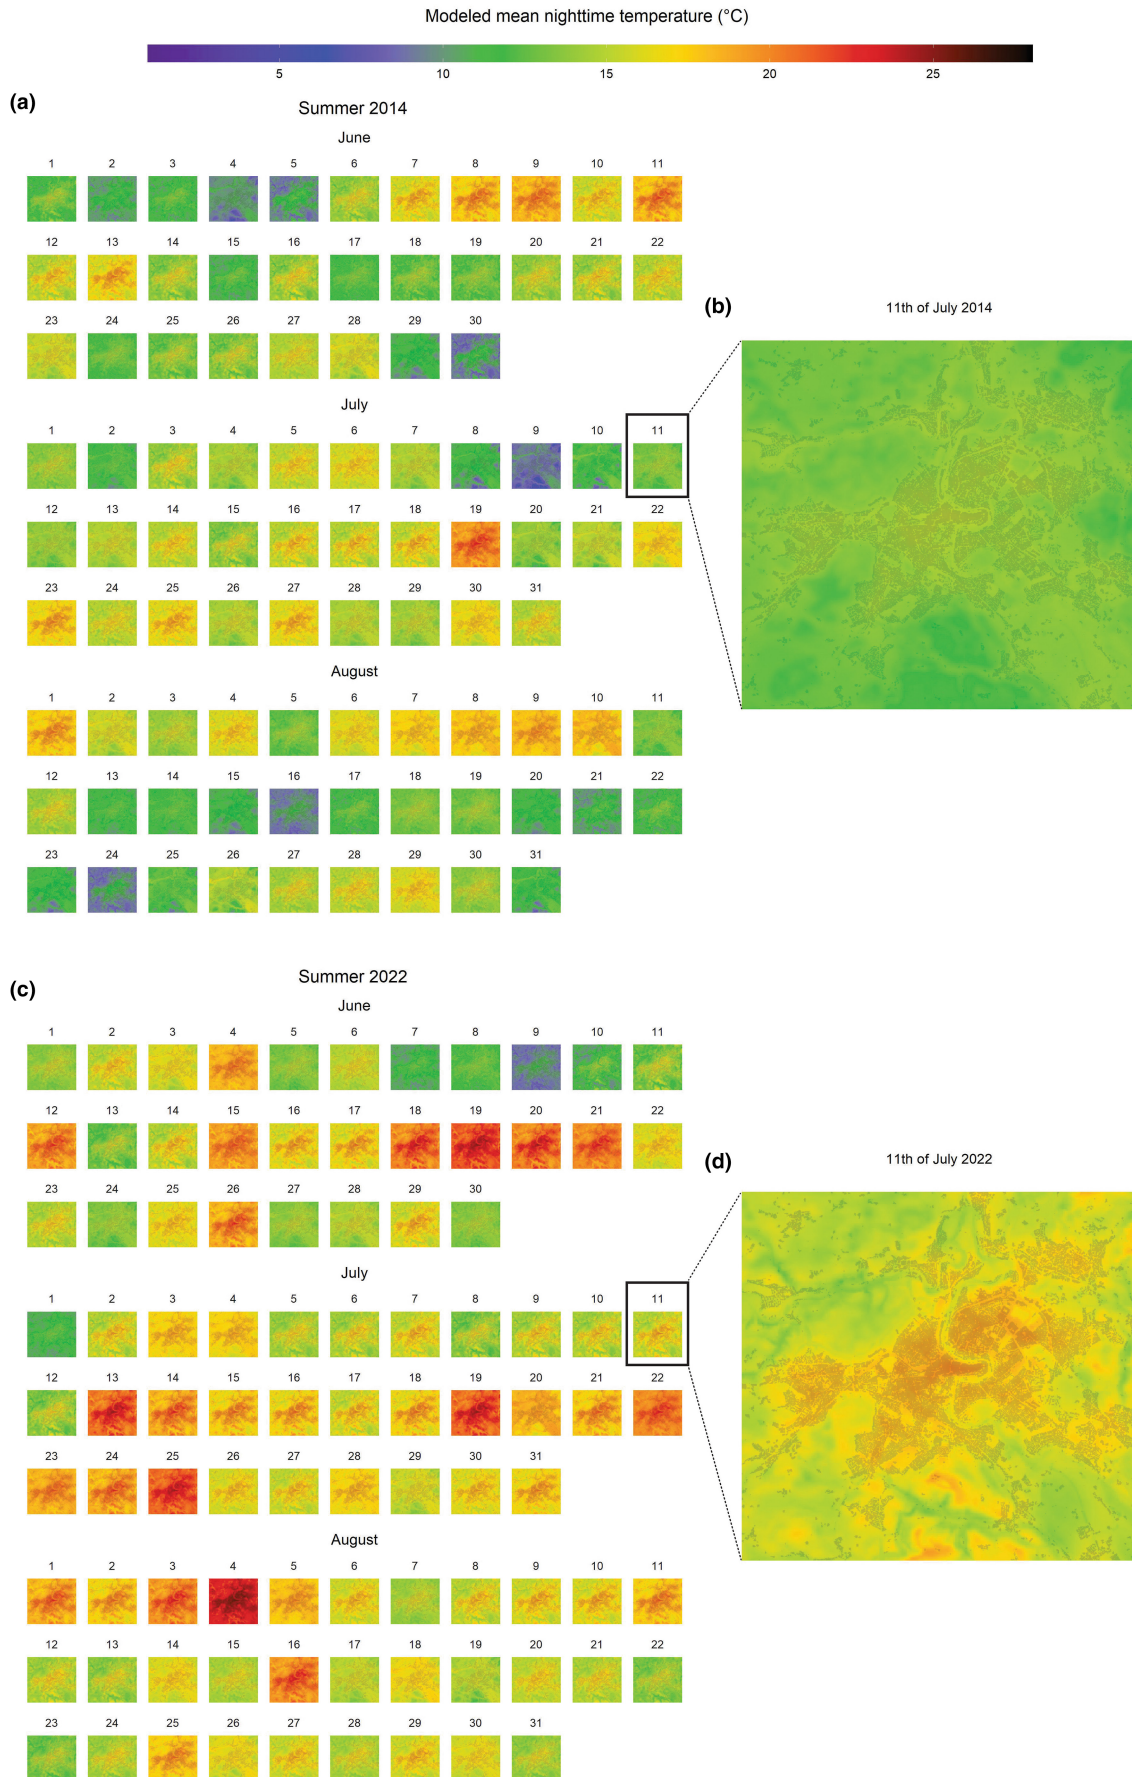 Modeled mean nighttime temperature (°C)
5 10 15 20 25
(a)
Summer 2014
June
1 2 3 4 5 6 7 8 9 10 11
12 13 14 15 16 17 18 19 20 21 22
23 24 25 26 27 28 29 30
July
1 2 3 4 5 6 7 8 9 10 11
12 13 14 15 16 17 18 19 20 21 22
23 24 25 26 27 28 29 30 31
August
1 2 3 4 5 6 7 8 9 10 11
12 13 14 15 16 17 18 19 20 21 22
23 24 25 26 27 28 29 30 31
(b)
11th of July 2014
(c)
Summer 2022
June
1 2 3 4 5 6 7 8 9 10 11
12 13 14 15 16 17 18 19 20 21 22
23 24 25 26 27 28 29 30
July
1 2 3 4 5 6 7 8 9 10 11
12 13 14 15 16 17 18 19 20 21 22
23 24 25 26 27 28 29 30 31
August
1 2 3 4 5 6 7 8 9 10 11
12 13 14 15 16 17 18 19 20 21 22
23 24 25 26 27 28 29 30 31
(d)
11th of July 2022